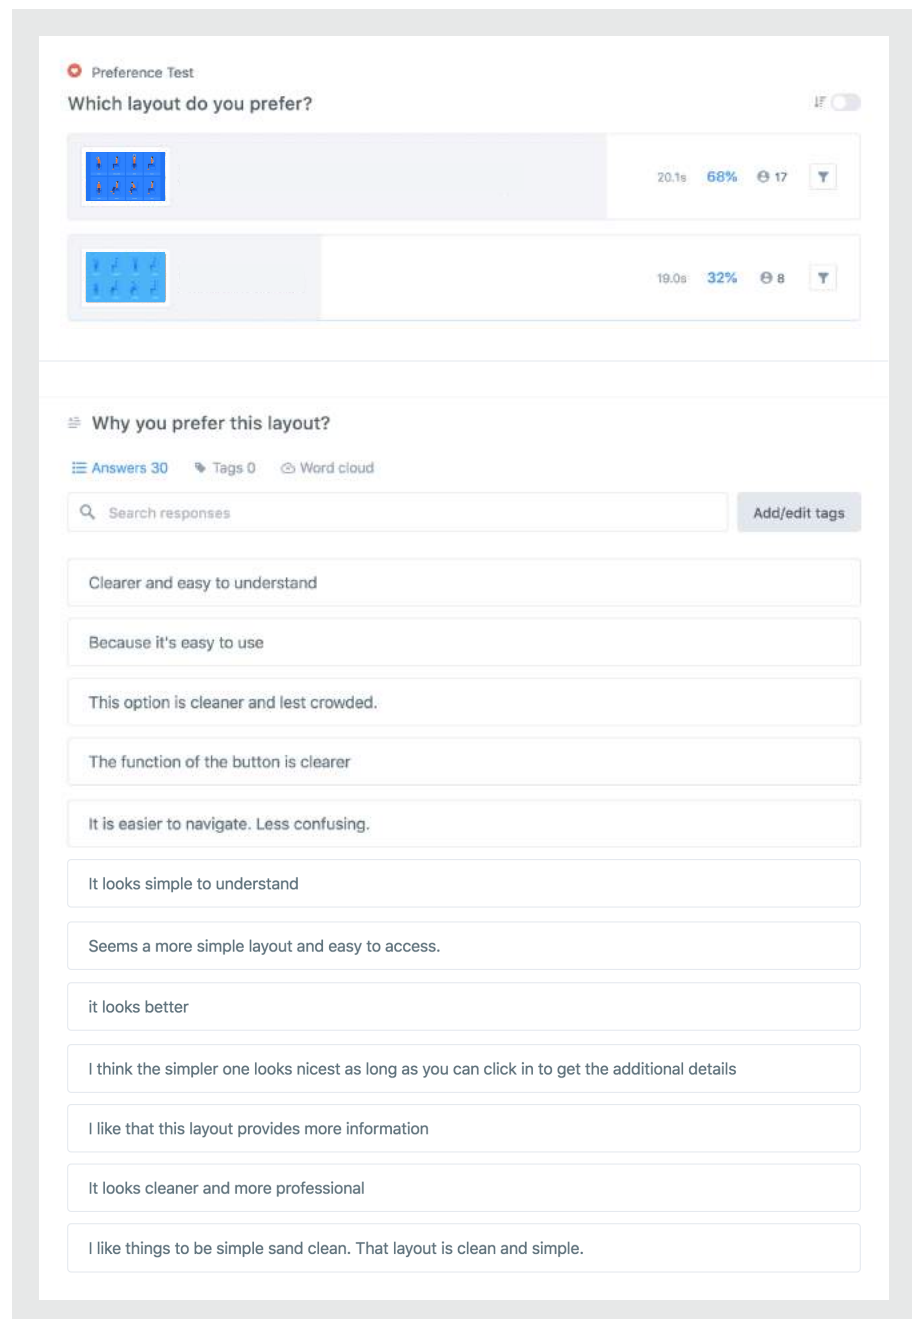 Preference Test
Which layout do you prefer?
20.1s 68% 17
19.0s 32% 8
Why you prefer this layout?
Answers 30 Tags 0 Word cloud
Search responses Add/edit tags
Clearer and easy to understand
Because it's easy to use
This option is cleaner and lest crowded.
The function of the button is clearer
It is easier to navigate. Less confusing.
It looks simple to understand
Seems a more simple layout and easy to access.
it looks better
I think the simpler one looks nicest as long as you can click in to get the additional details
I like that this layout provides more information
It looks cleaner and more professional
I like things to be simple sand clean. That layout is clean and simple.